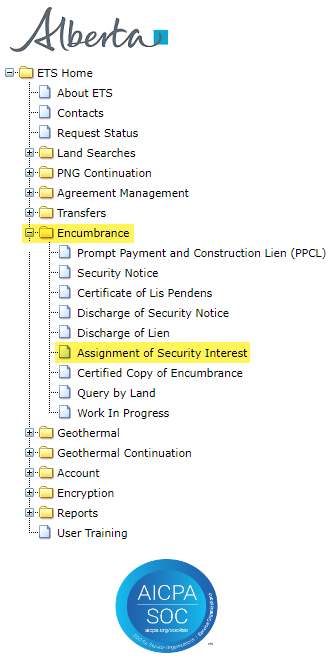 Alberta
ETS Home
About ETS
Contacts
Request Status
Land Searches
PNG Continuation
Agreement Management
Transfers
Encumbrance
Prompt Payment and Construction Lien (PPCL)
Security Notice
Certificate of Lis Pendens
Discharge of Security Notice
Discharge of Lien
Assignment of Security Interest
Certified Copy of Encumbrance
Query by Land
Work In Progress
Geothermal
Geothermal Continuation
Account
Encryption
Reports
User Training
AICPA
SOC
aicpa.org/soc4so
SOC for Service Organizations | Service Organizations